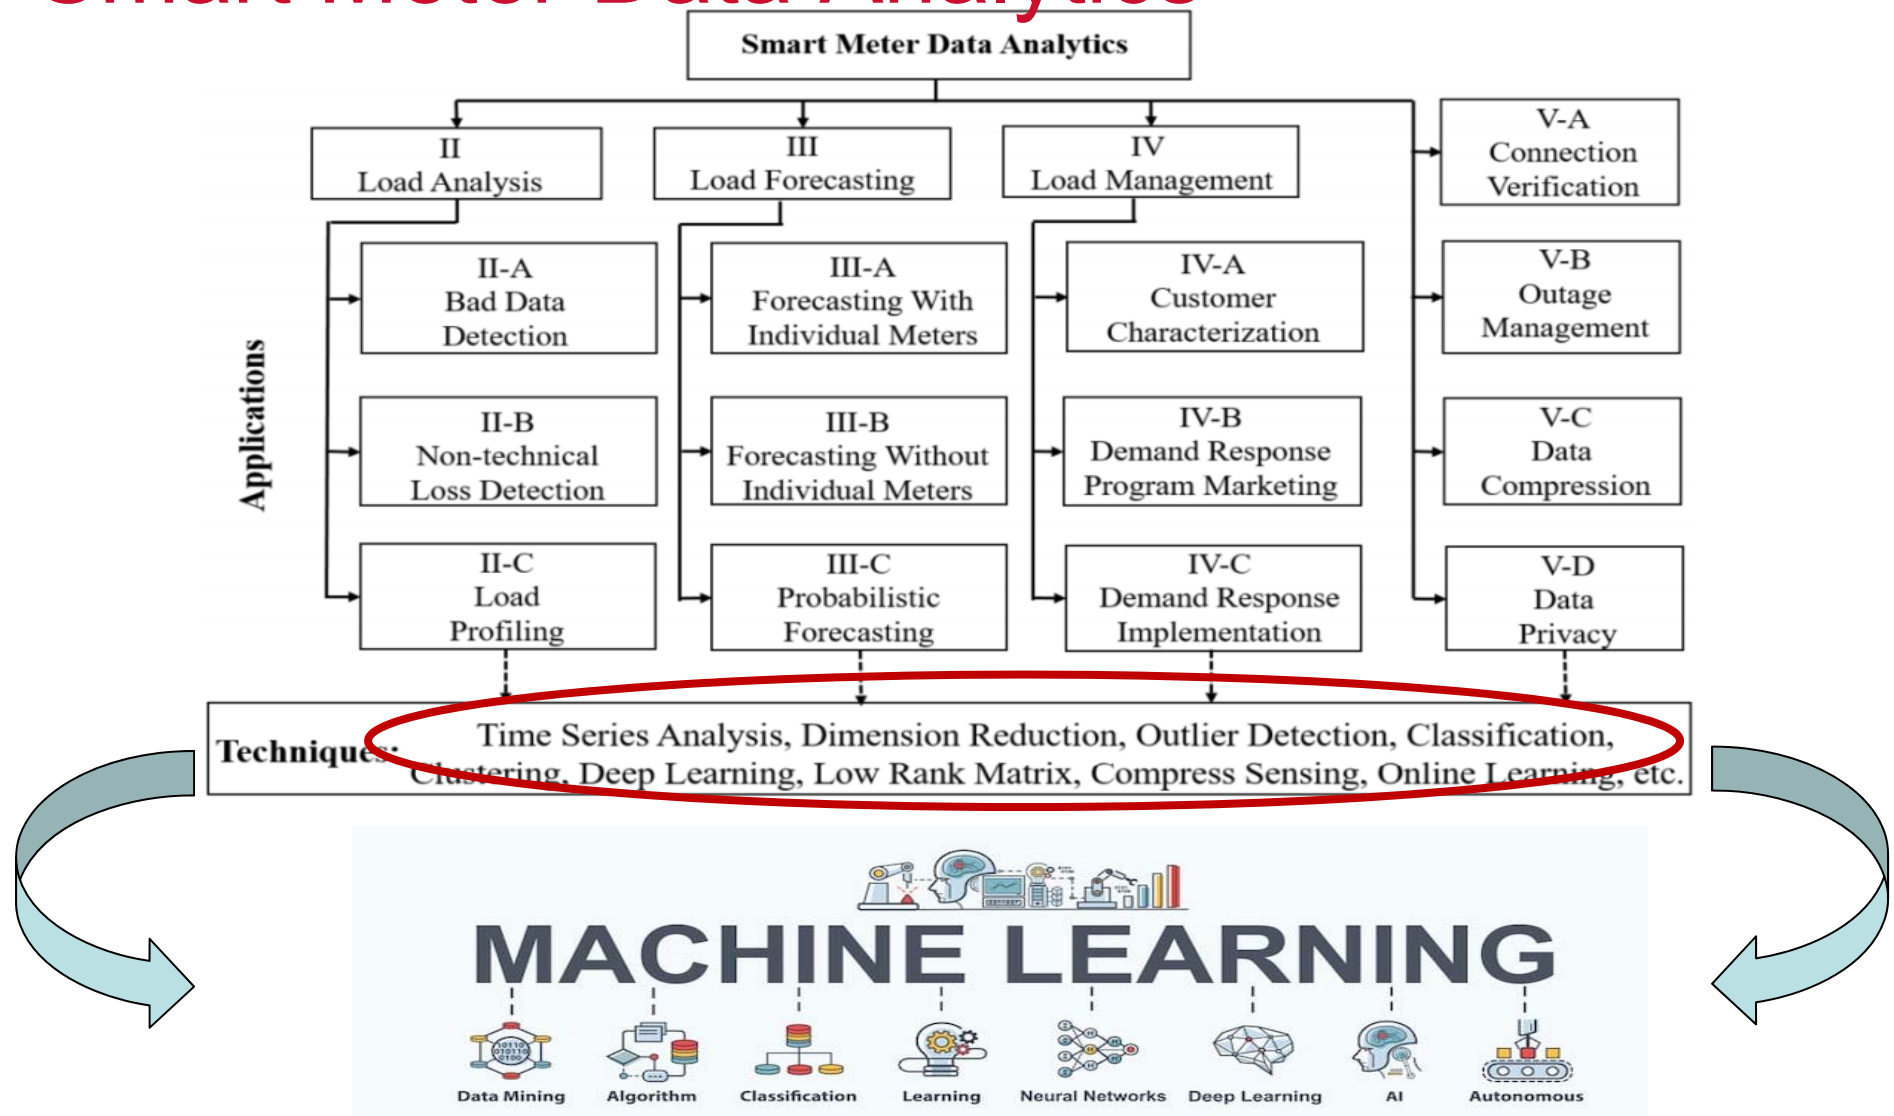 Smart Meter Data Analytics
Smart Meter Data Analytics
II
Load Analysis
III
Load Forecasting
IV
Load Management
V-A
Connection
Verification
II-A
Bad Data
Detection
III-A
Forecasting With
Individual Meters
IV-A
Customer
Characterization
V-B
Outage
Management
Applications
II-B
Non-technical
Loss Detection
III-B
Forecasting Without
Individual Meters
IV-B
Demand Response
Program Marketing
V-C
Data
Compression
II-C
Load
Profiling
III-C
Probabilistic
Forecasting
IV-C
Demand Response
Implementation
V-D
Data
Privacy
Techniques:
Time Series Analysis, Dimension Reduction, Outlier Detection, Classification,
Clustering, Deep Learning, Low Rank Matrix, Compress Sensing, Online Learning, etc.
MACHINE LEARNING
Data Mining
Algorithm
Classification
Learning
Neural Networks
Deep Learning
AI
Autonomous